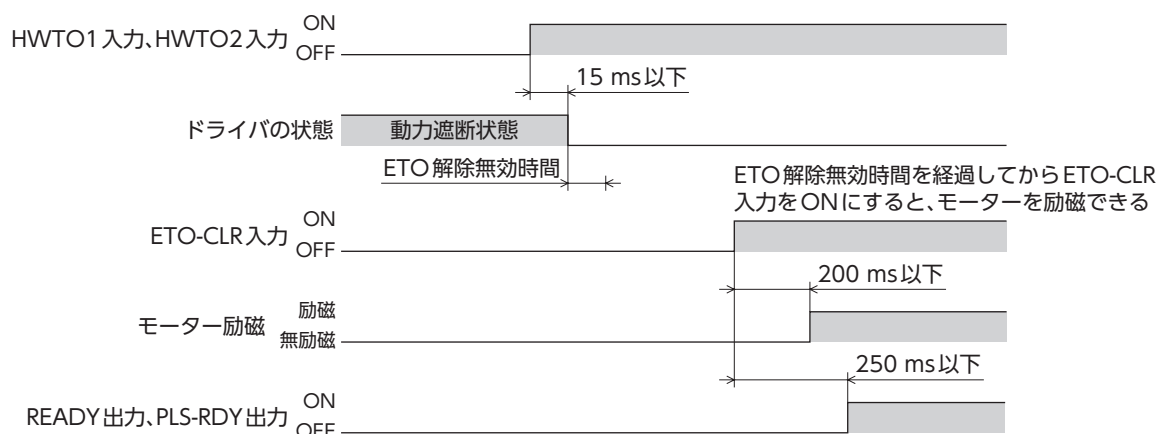 HWTO1入力、HWTO2入力
ON
OFF
15 ms以下
ドライバの状態
動力遮断状態
ETO解除無効時間
ETO解除無効時間を経過してからETO-CLR
入力をONにすると、モーターを励磁できる
ETO-CLR入力
ON
OFF
200 ms以下
モーター励磁
励磁
無励磁
250 ms以下
READY出力、PLS-RDY出力
ON
OFF